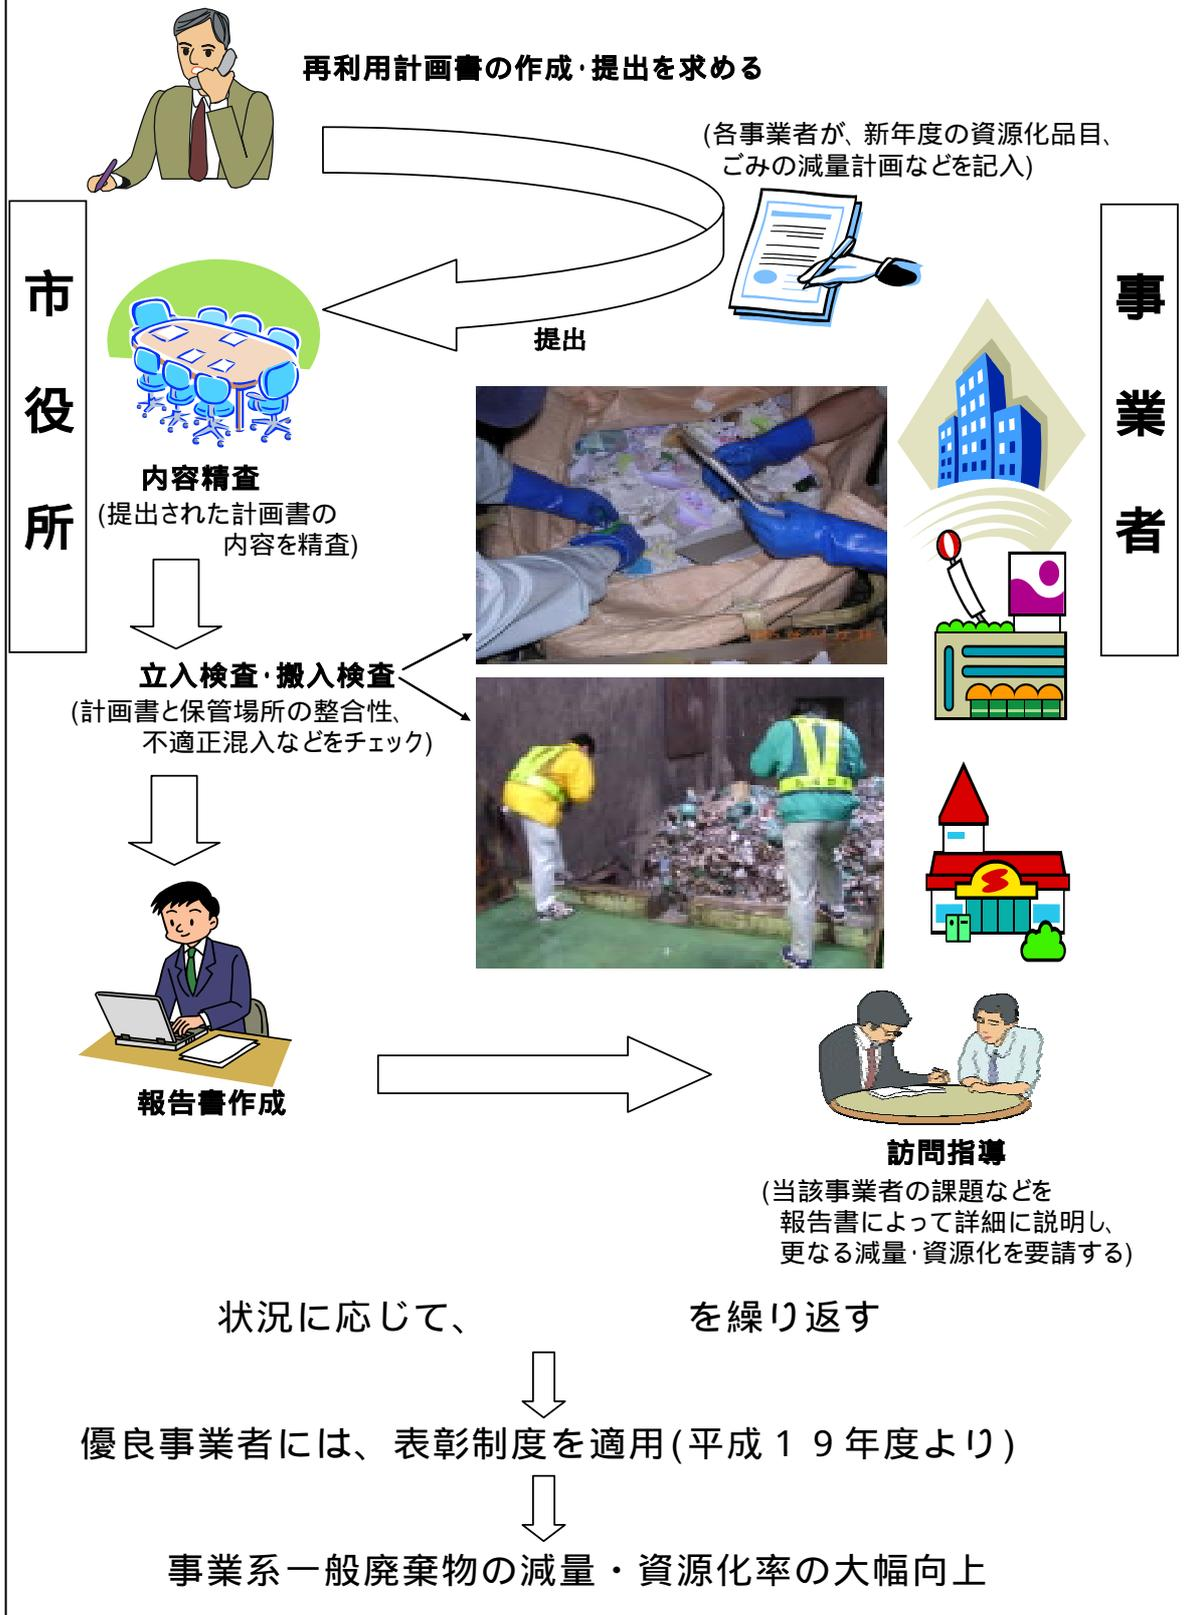 再利用計画書の作成・提出を求める
(各事業者が、新年度の資源化品目、
ごみの減量計画などを記入)
市役所
事業者
提出
内容精査
(提出された計画書の
内容を精査)
立入検査・搬入検査
(計画書と保管場所の整合性、
不適正混入などをチェック)
報告書作成
訪問指導
(当該事業者の課題などを
報告書によって詳細に説明し、
更なる減量・資源化を要請する)
状況に応じて、 を繰り返す
優良事業者には、表彰制度を適用(平成１９年度より)
事業系一般廃棄物の減量・資源化率の大幅向上